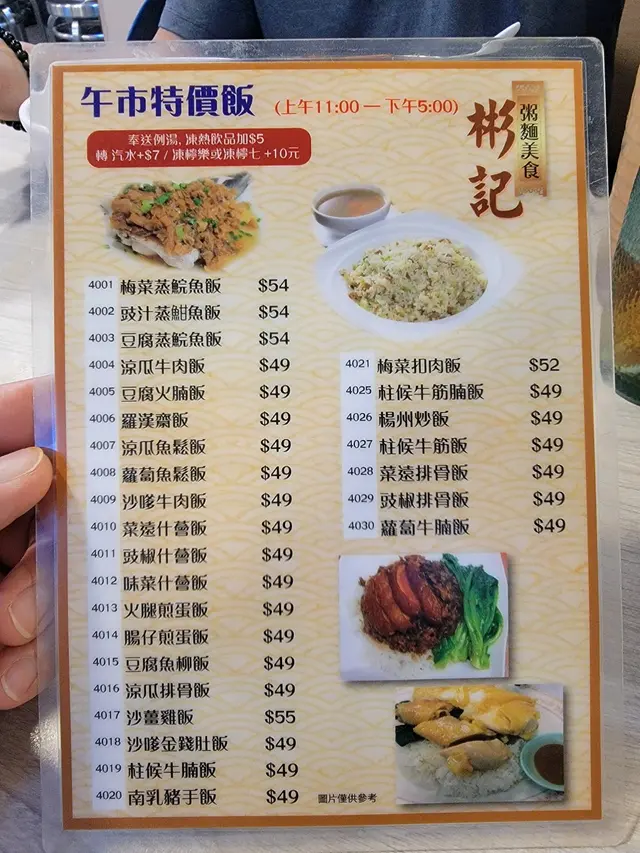 午市特價飯 (上午11:00 — 下午5:00)
奉送例湯, 凍熱飲品加$5
轉 汽水+$7 / 凍檸樂或凍檸七 +10元
彬記
粥麵美食
4001 梅菜蒸鯇魚飯 $54
4002 豉汁蒸鯇魚飯 $54
4003 豆腐蒸鯇魚飯 $54
4004 涼瓜牛肉飯 $49
4005 豆腐火腩飯 $49
4006 羅漢齋飯 $49
4007 涼瓜魚鬆飯 $49
4008 蘿蔔魚鬆飯 $49
4009 沙嗲牛肉飯 $49
4010 菜遠什薈飯 $49
4011 豉椒什薈飯 $49
4012 味菜什薈飯 $49
4013 火腿煎蛋飯 $49
4014 腸仔煎蛋飯 $49
4015 豆腐魚柳飯 $49
4016 涼瓜排骨飯 $49
4017 沙薑雞飯 $55
4018 沙嗲金錢肚飯 $49
4019 柱候牛腩飯 $49
4020 南乳豬手飯 $49
4021 梅菜扣肉飯 $52
4025 柱候牛筋腩飯 $49
4026 楊州炒飯 $49
4027 柱候牛筋飯 $49
4028 菜遠排骨飯 $49
4029 豉椒排骨飯 $49
4030 蘿蔔牛腩飯 $49
圖片僅供參考